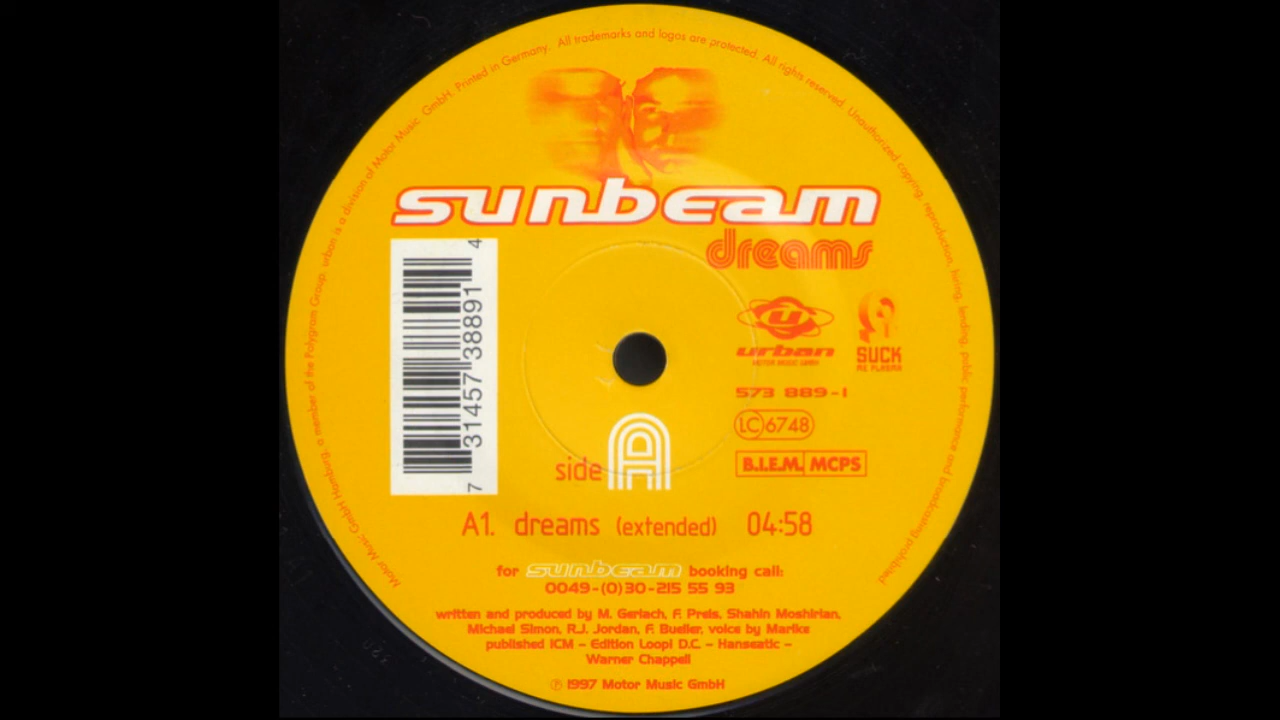 Motor Music GmbH Hamburg, a member of the Polygram Group. urban is a division of Motor Music GmbH. Printed in Germany. All trademarks and logos are protected. All rights reserved. Unauthorized copying, reproduction, hiring, lending, public performance and broadcasting prohibited
sunbeam
dreams
7 31457 38891 4
u
urban
MOTOR MUSIC GMBH
SUCK
ME PLASMA
573 889-1
LC 6748
B.I.E.M. MCPS
side A
A1. dreams (extended) 04:58
for sunbeam booking call:
0049-(0)30-215 55 93
written and produced by M. Gerlach, F. Preis, Shahin Moshirian,
Michael Simon, R.J. Jordan, F. Bueller, voice by Marike
published ICM – Edition Loop! D.C. – Hanseatic –
Warner Chappell
℗ 1997 Motor Music GmbH